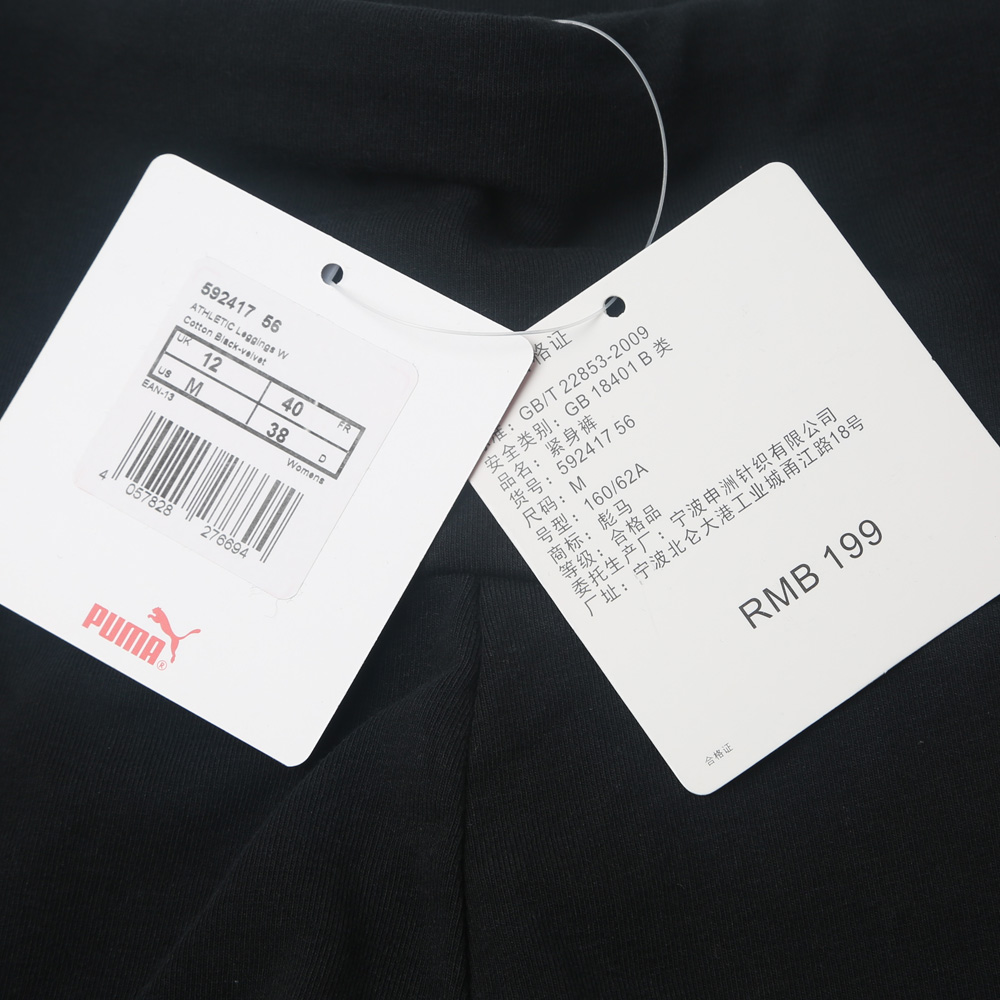 592417 56
ATHLETIC Leggings W
Cotton Black-velvet
UK 12 40 FR
US M 38 D
EAN-13 Womens
4 057828 276694
PUMA®
格证
准：GB/T 22853-2009
安全类别：GB 18401 B 类
品名：紧身裤
货号：592417 56
尺码：M
号型：160/62A
商标：彪马
等级：合格品
委托生产厂：宁波申洲针织有限公司
厂址：宁波北仑大港工业城甬江路18号
RMB 199
合格证